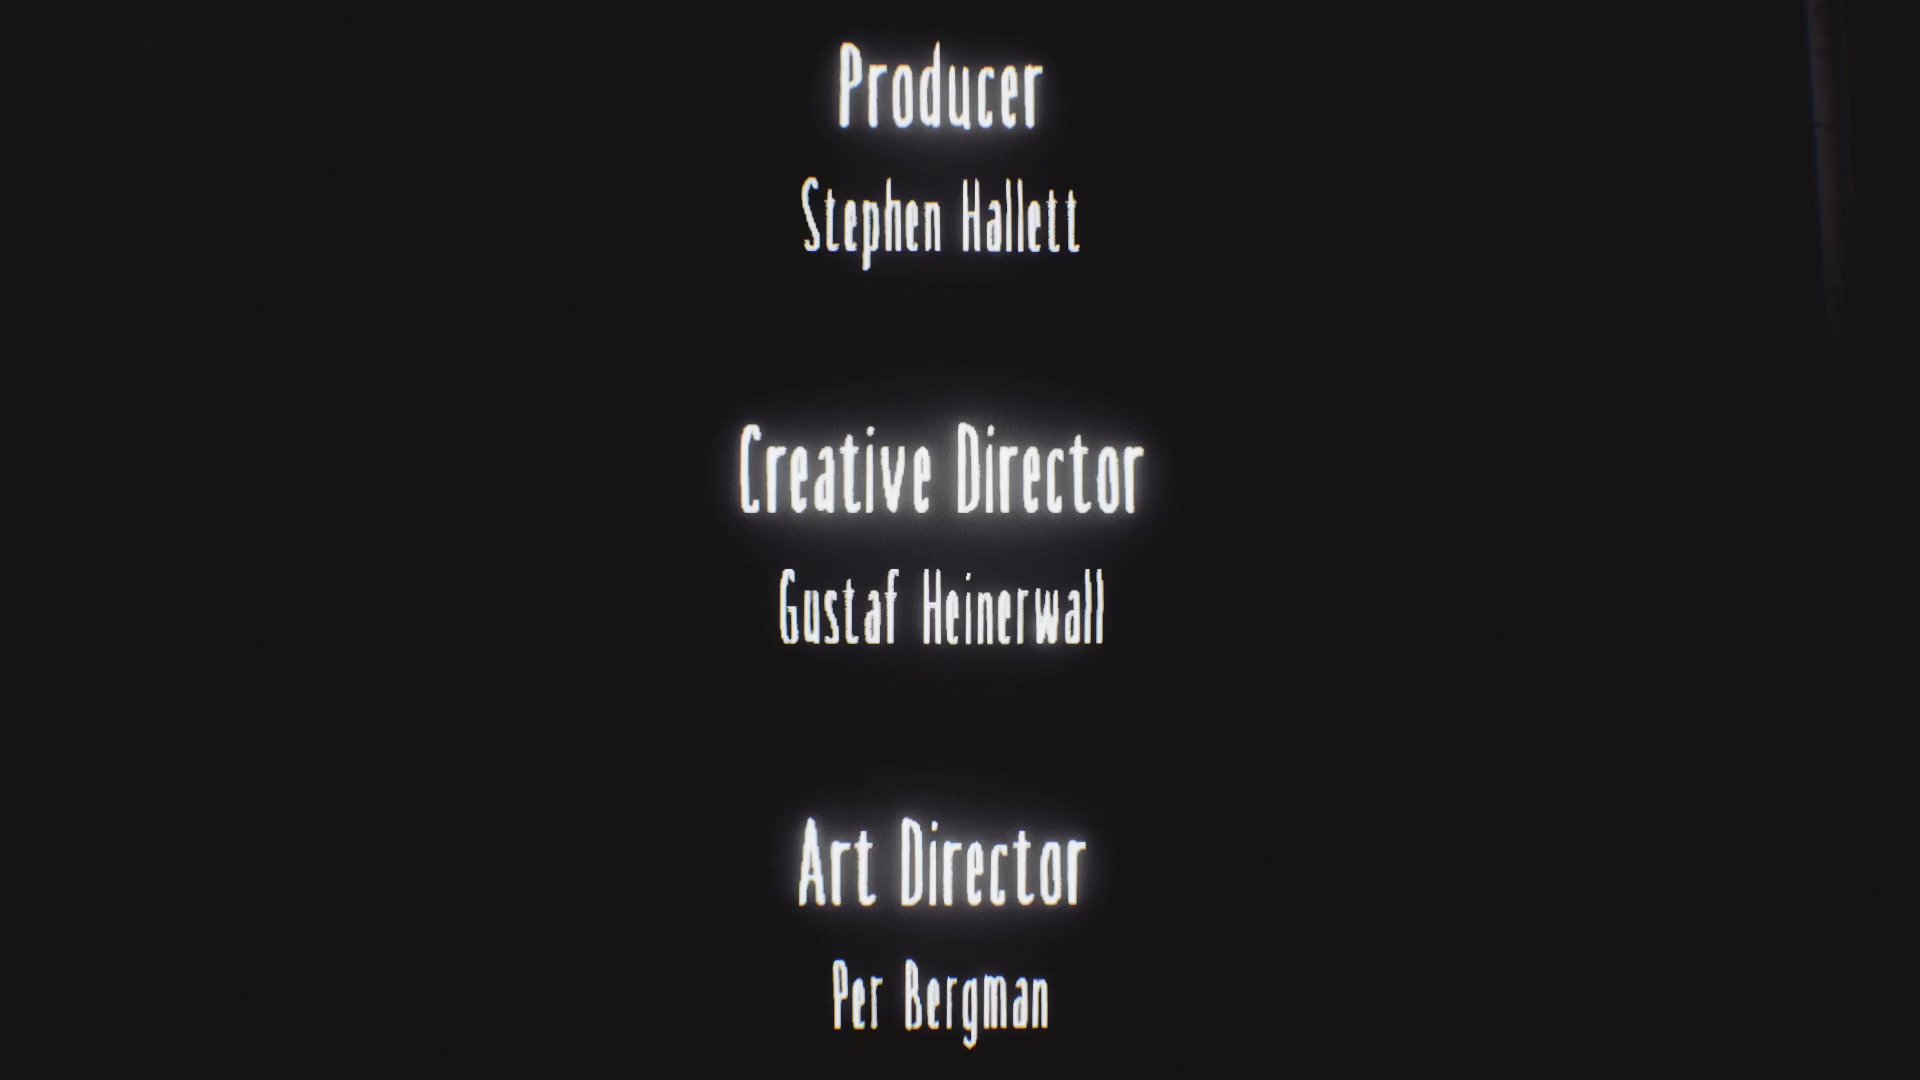 Producer
Stephen Hallett
Creative Director
Gustaf Heinerwall
Art Director
Per Bergman